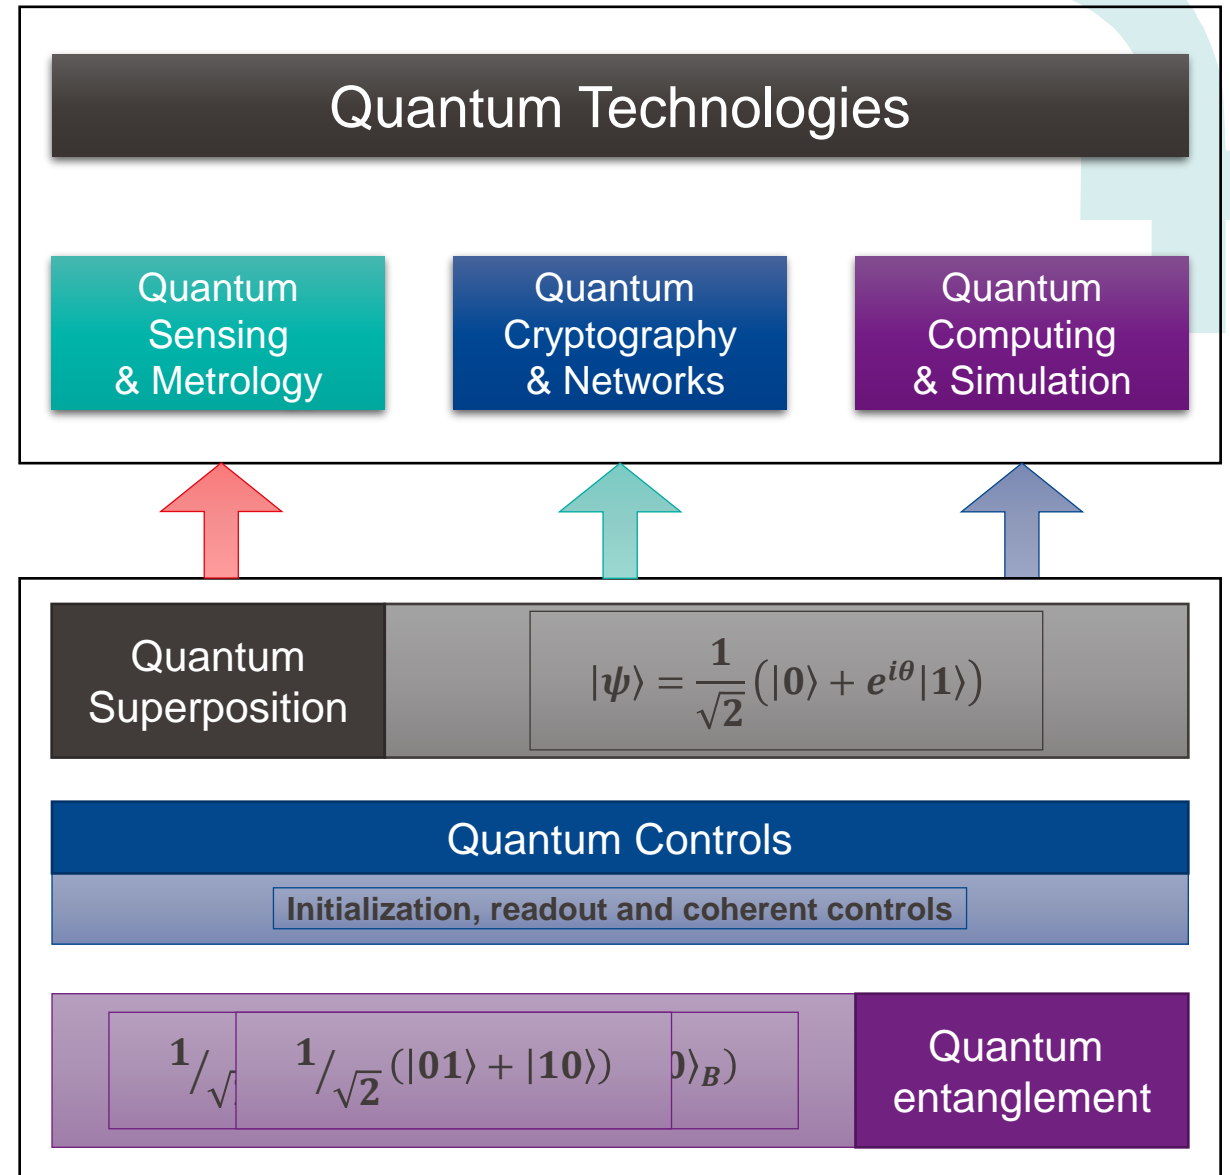 Quantum Technologies
Quantum
Sensing
& Metrology
Quantum
Cryptography
& Networks
Quantum
Computing
& Simulation
Quantum
Superposition
|ψ⟩ = 1/√2 (|0⟩ + e^{iθ}|1⟩)
Quantum Controls
Initialization, readout and coherent controls
1/√2 (|01⟩ + |10⟩)
⟩_B)
Quantum
entanglement